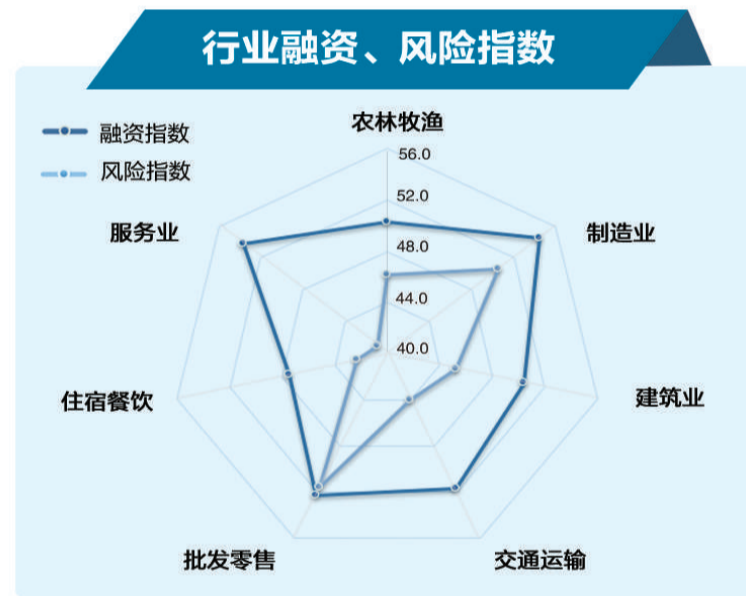 行业融资、风险指数
融资指数
风险指数
农林牧渔
56.0
52.0
48.0
44.0
40.0
服务业
制造业
住宿餐饮
建筑业
批发零售
交通运输